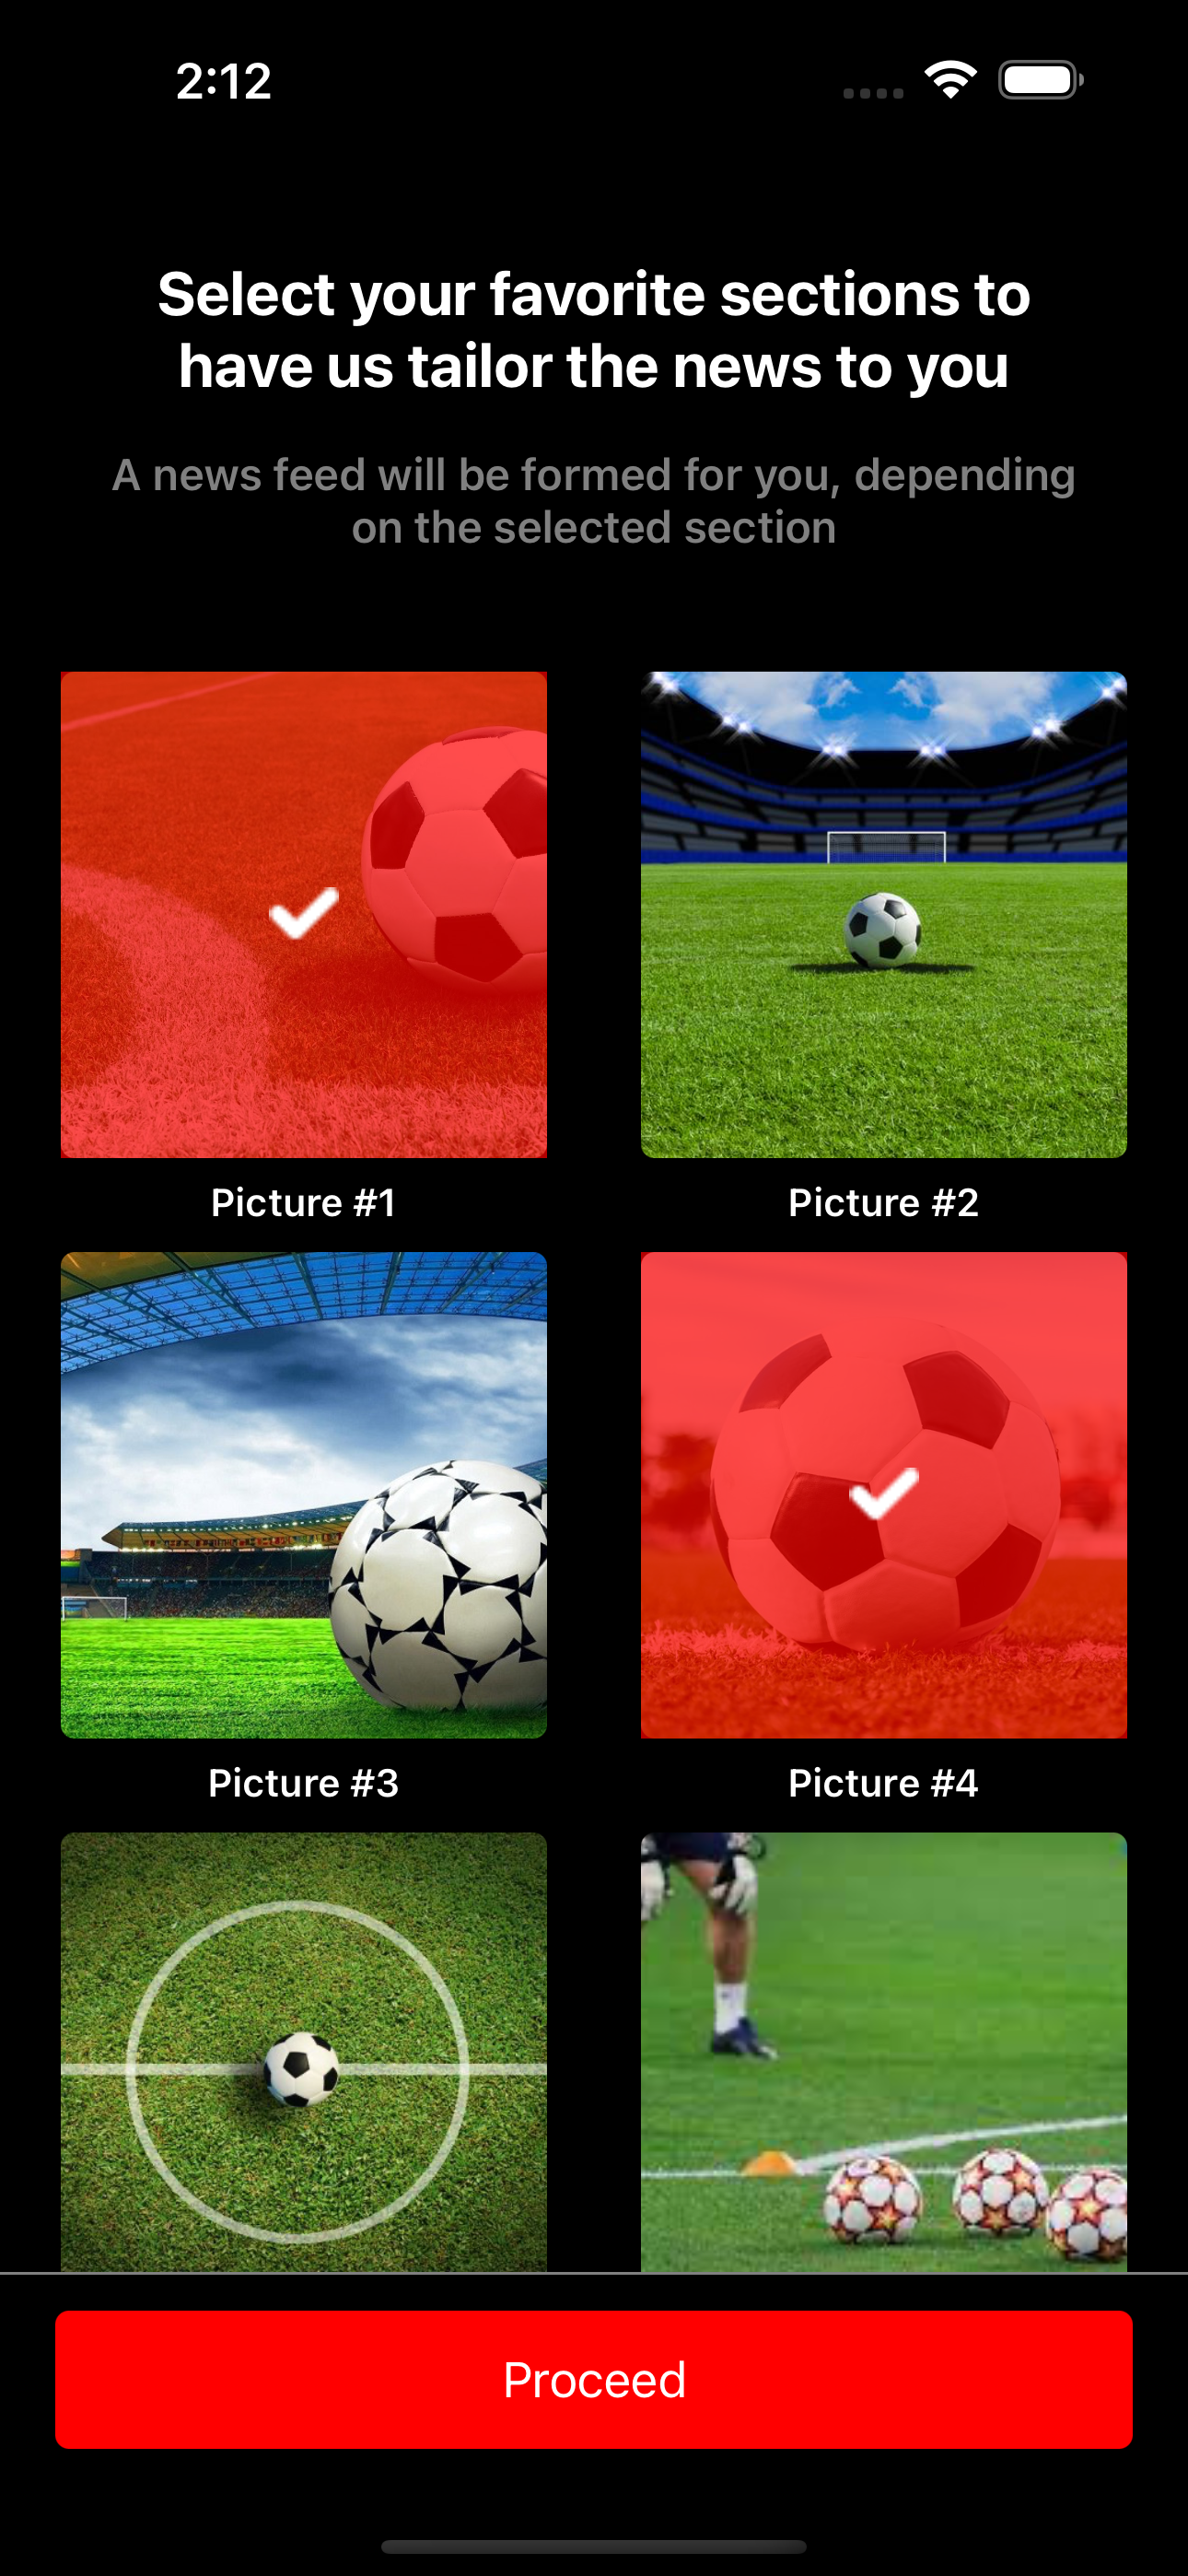 2:12
Select your favorite sections to
have us tailor the news to you
A news feed will be formed for you, depending
on the selected section
Picture #1
Picture #2
Picture #3
Picture #4
Proceed